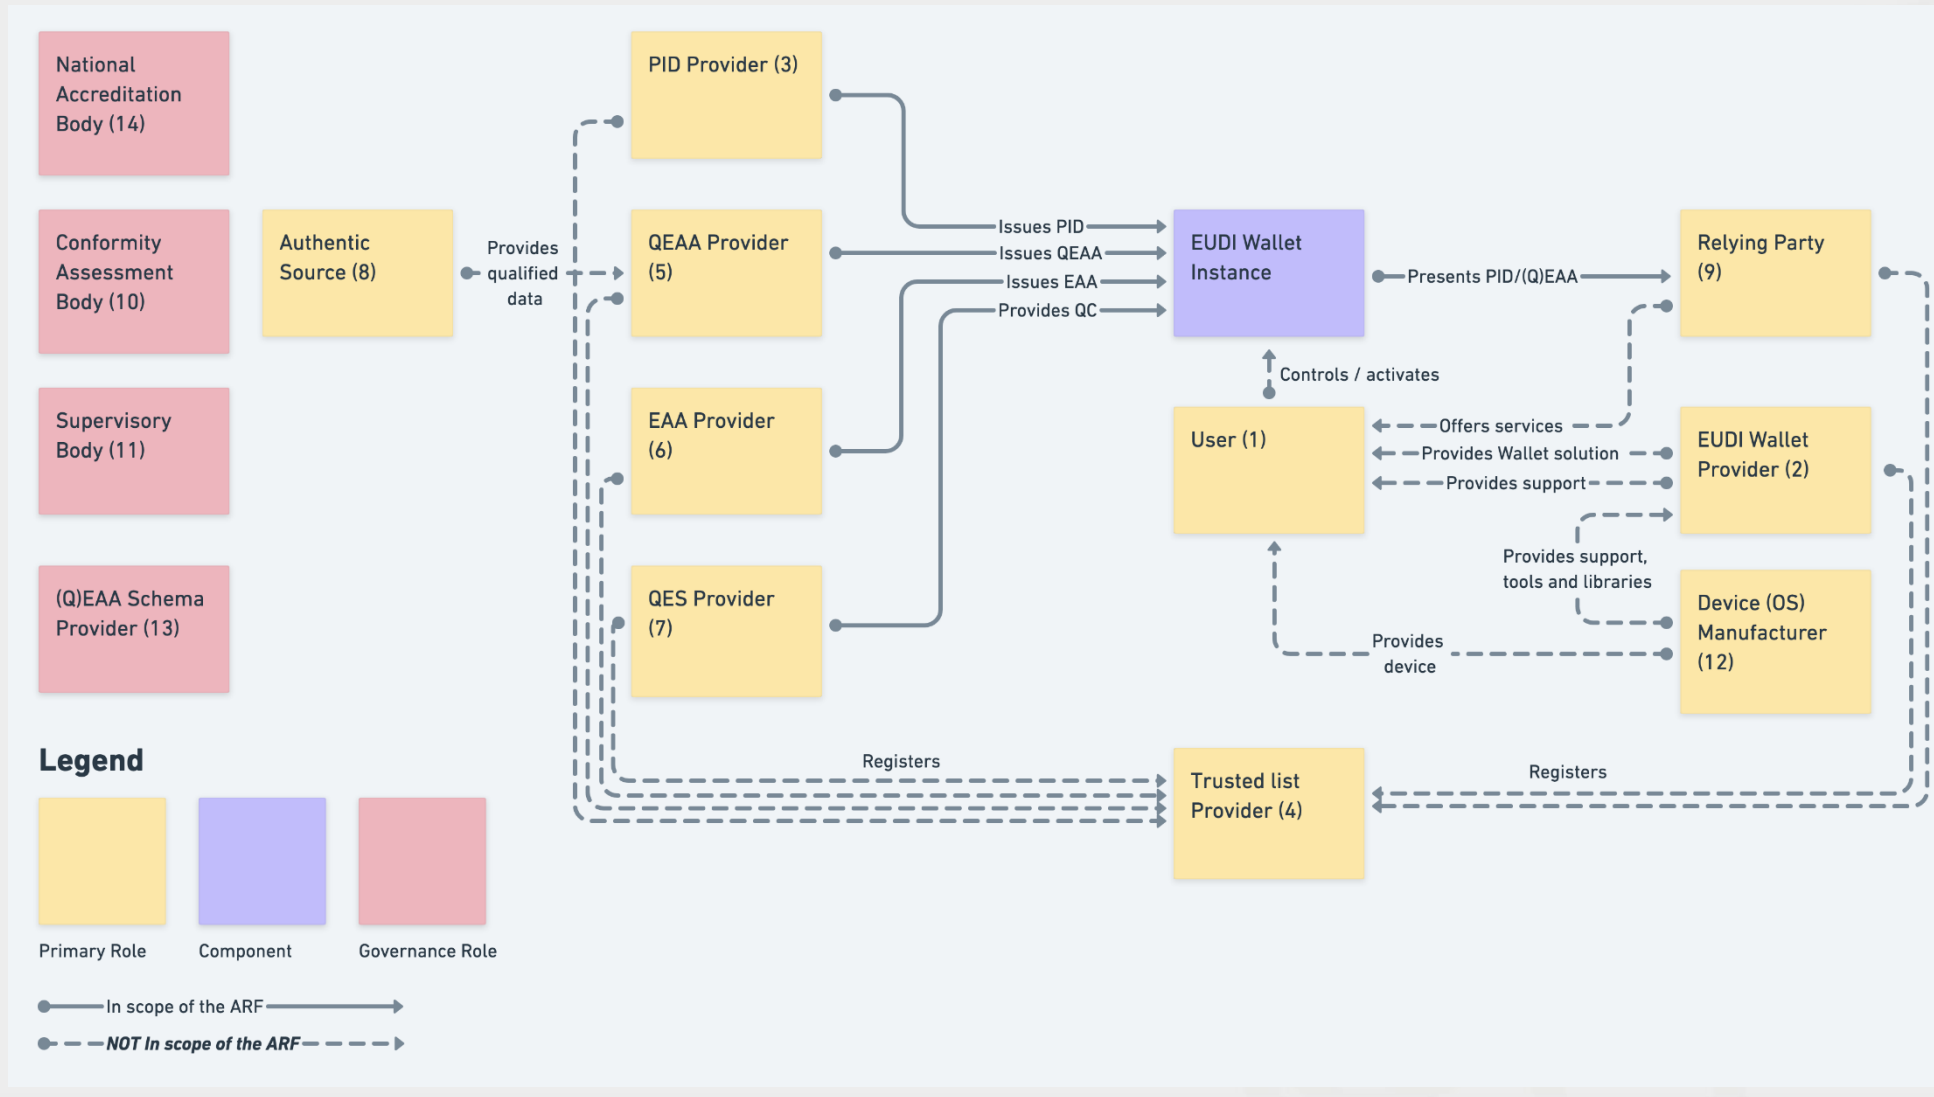 National
Accreditation
Body (14)
PID Provider (3)
Conformity
Assessment
Body (10)
Authentic
Source (8)
Provides
qualified
data
QEAA Provider
(5)
Issues PID
Issues QEAA
Issues EAA
Provides QC
EUDI Wallet
Instance
Presents PID/(Q)EAA
Relying Party
(9)
Supervisory
Body (11)
EAA Provider
(6)
Controls / activates
User (1)
Offers services
Provides Wallet solution
Provides support
EUDI Wallet
Provider (2)
Provides support,
tools and libraries
(Q)EAA Schema
Provider (13)
QES Provider
(7)
Provides
device
Device (OS)
Manufacturer
(12)
Registers
Trusted list
Provider (4)
Registers
Legend
Primary Role
Component
Governance Role
In scope of the ARF
NOT In scope of the ARF